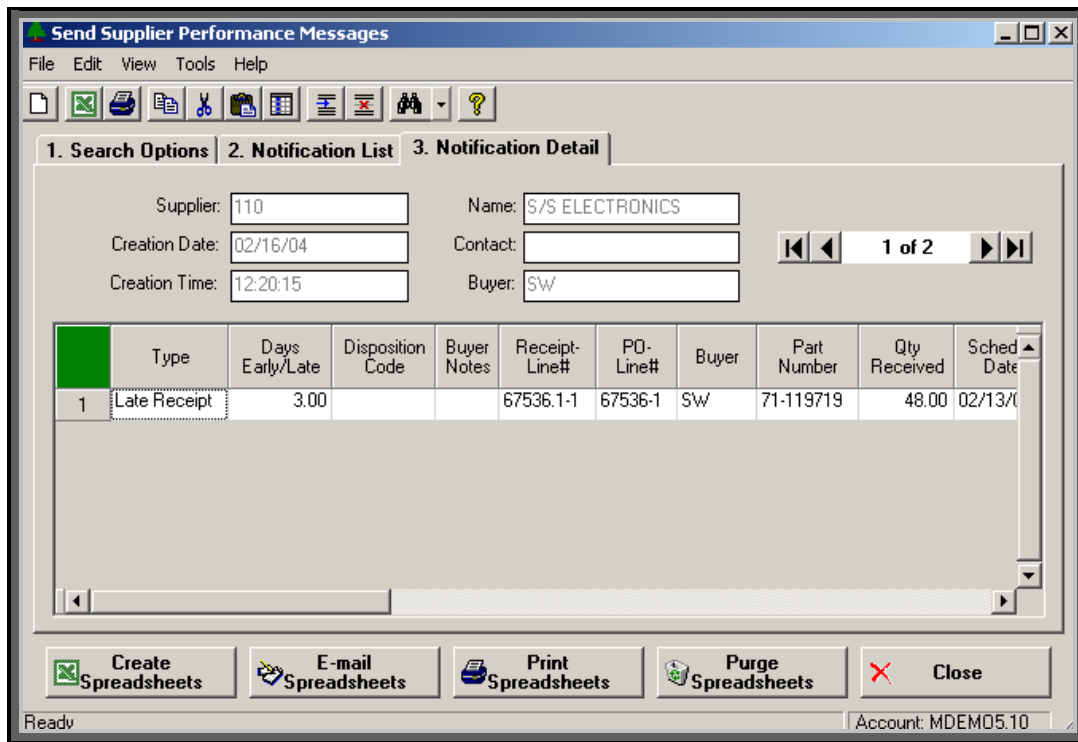 Send Supplier Performance Messages
File Edit View Tools Help
1. Search Options 2. Notification List 3. Notification Detail
Supplier: 110 Name: S/S ELECTRONICS
Creation Date: 02/16/04 Contact: 1 of 2
Creation Time: 12:20:15 Buyer: SW
Type Days Early/Late Disposition Code Buyer Notes Receipt-Line# PO-Line# Buyer Part Number Qty Received Sched Date
1 Late Receipt 3.00 67536.1-1 67536-1 SW 71-119719 48.00 02/13/
Create Spreadsheets E-mail Spreadsheets Print Spreadsheets Purge Spreadsheets Close
Ready Account: MDEMO5.10